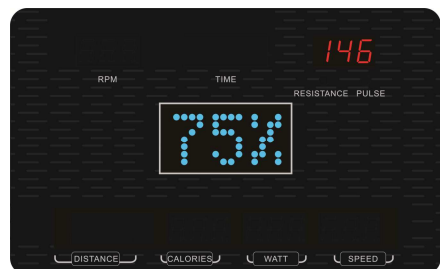 146
RPM TIME
RESISTANCE PULSE
75%
DISTANCE CALORIES WATT SPEED